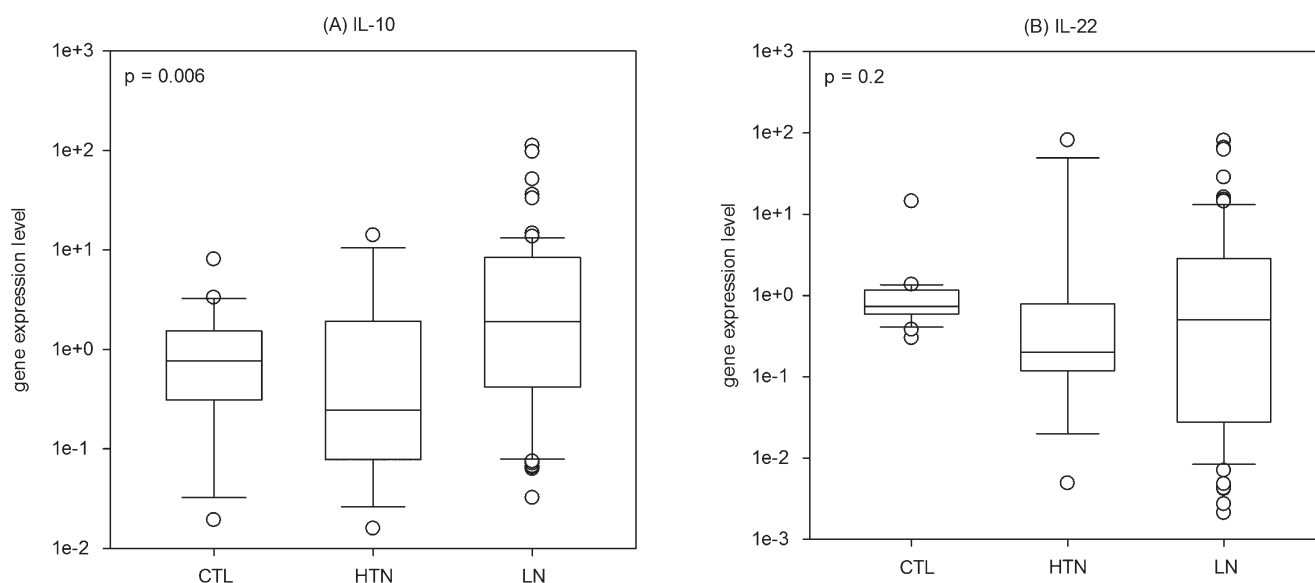 (A) IL-10
p = 0.006
gene expression level
1e+3
1e+2
1e+1
1e+0
1e-1
1e-2
CTL HTN LN
(B) IL-22
p = 0.2
gene expression level
1e+3
1e+2
1e+1
1e+0
1e-1
1e-2
1e-3
CTL HTN LN